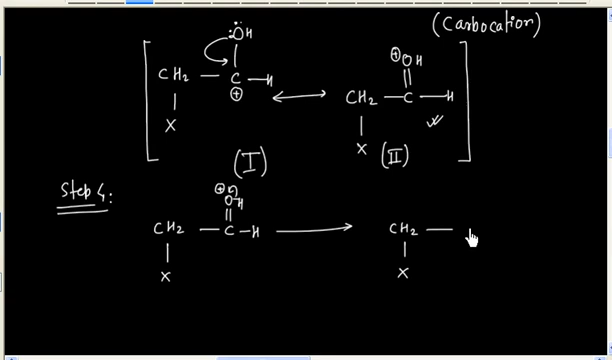 (Carbocation)
:ÖH
⊕OH
CH2 — C — H ⟷ CH2 — C — H
⊕
X
X
(I) (II)
Step 4:
⊕
OH
CH2 — C — H ⟶ CH2 —
X X